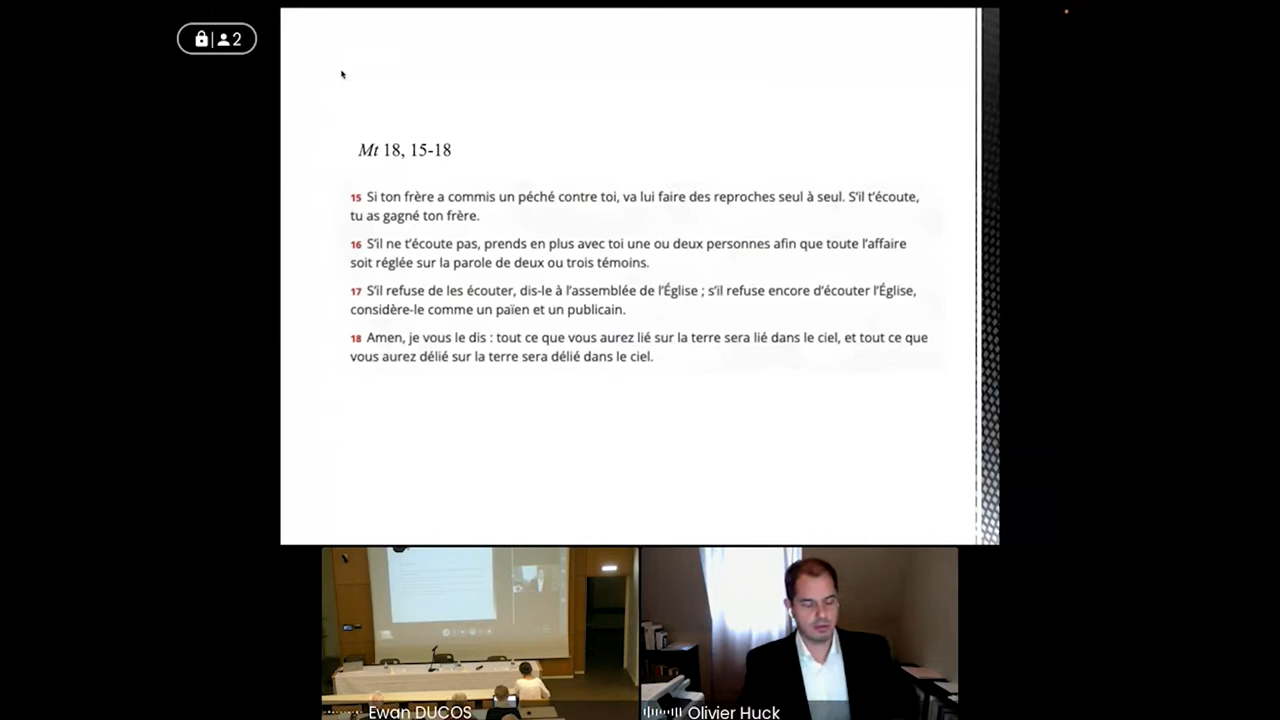 2
Mt 18, 15-18
15 Si ton frère a commis un péché contre toi, va lui faire des reproches seul à seul. S’il t’écoute,
tu as gagné ton frère.
16 S’il ne t’écoute pas, prends en plus avec toi une ou deux personnes afin que toute l’affaire
soit réglée sur la parole de deux ou trois témoins.
17 S’il refuse de les écouter, dis-le à l’assemblée de l’Église ; s’il refuse encore d’écouter l’Église,
considère-le comme un païen et un publicain.
18 Amen, je vous le dis : tout ce que vous aurez lié sur la terre sera lié dans le ciel, et tout ce que
vous aurez délié sur la terre sera délié dans le ciel.
Ewan DUCOS
Olivier Huck